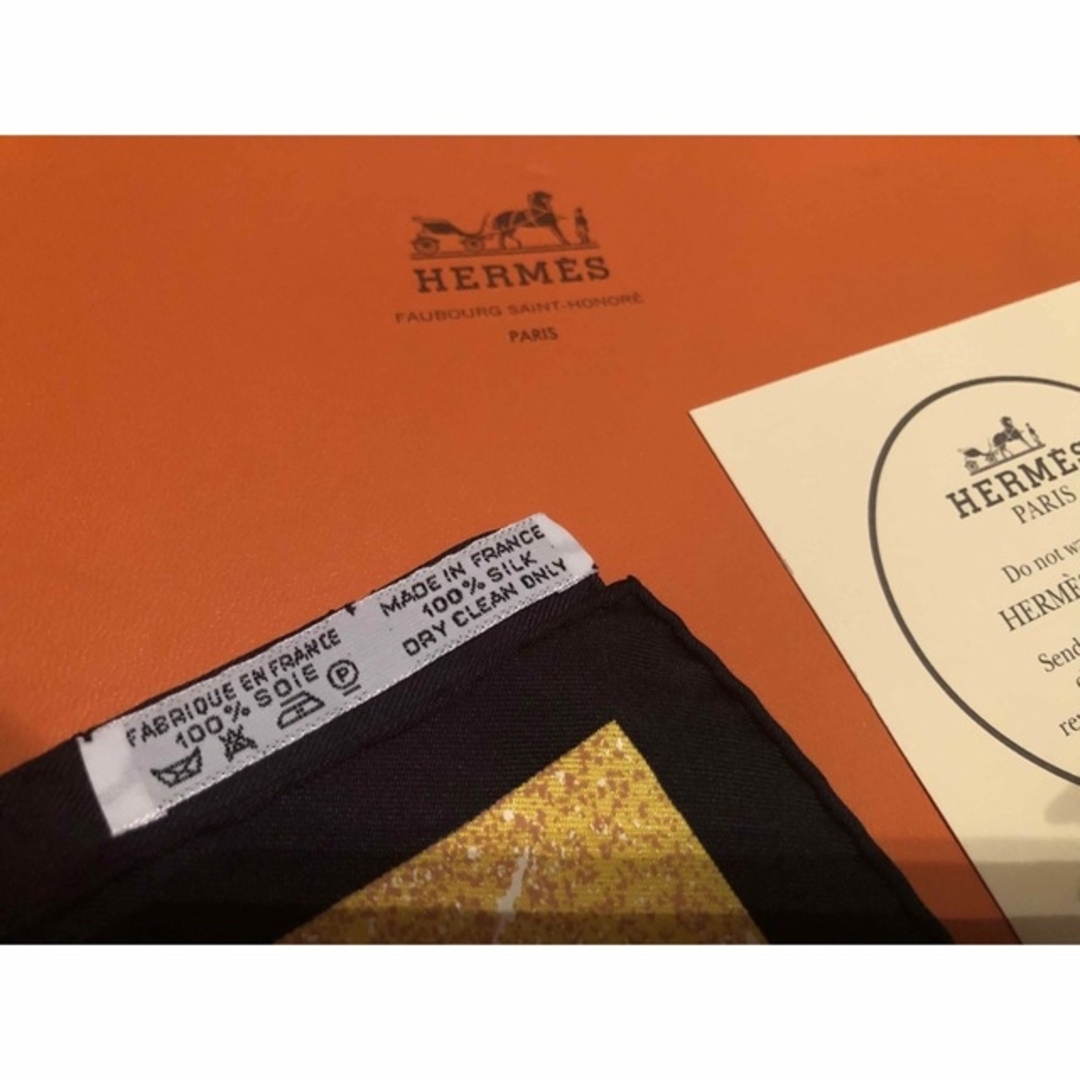 HERMÈS
FAUBOURG SAINT-HONORÉ
PARIS
HERMÈS
PARIS
Do not
HERMÈS
Send
FABRIQUE EN FRANCE
100% SOIE
P
MADE IN FRANCE
100% SILK
DRY CLEAN ONLY